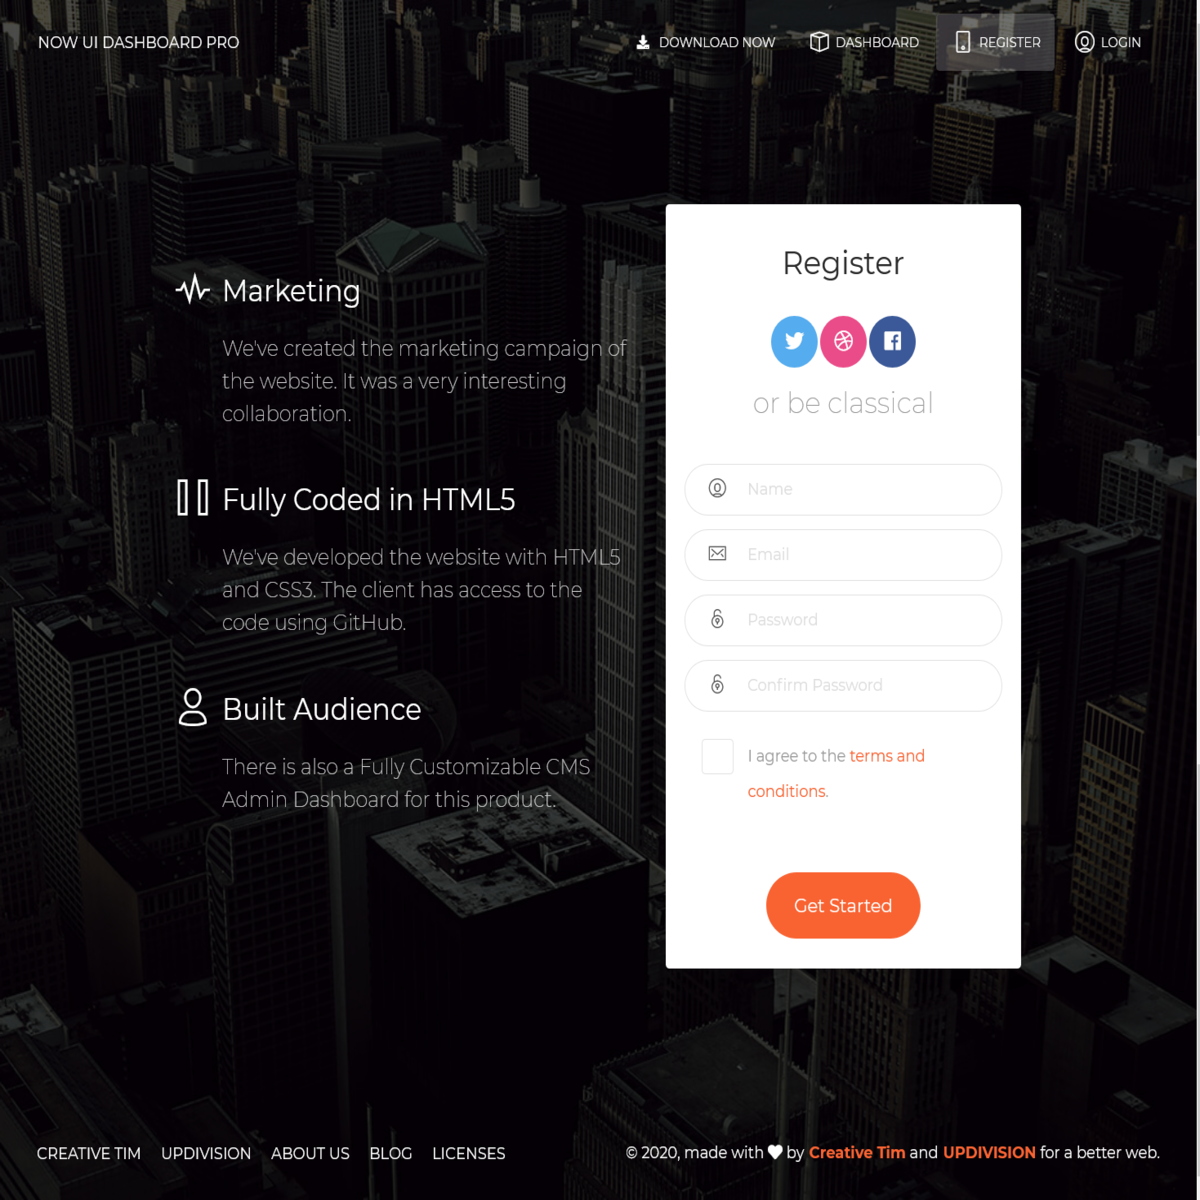 NOW UI DASHBOARD PRO
DOWNLOAD NOW
DASHBOARD
REGISTER
LOGIN
Marketing
We've created the marketing campaign of
the website. It was a very interesting
collaboration.
Fully Coded in HTML5
We've developed the website with HTML5
and CSS3. The client has access to the
code using GitHub.
Built Audience
There is also a Fully Customizable CMS
Admin Dashboard for this product.
Register
or be classical
Name
Email
Password
Confirm Password
I agree to the terms and
conditions.
Get Started
CREATIVE TIM
UPDIVISION
ABOUT US
BLOG
LICENSES
© 2020, made with ♥ by Creative Tim and UPDIVISION for a better web.